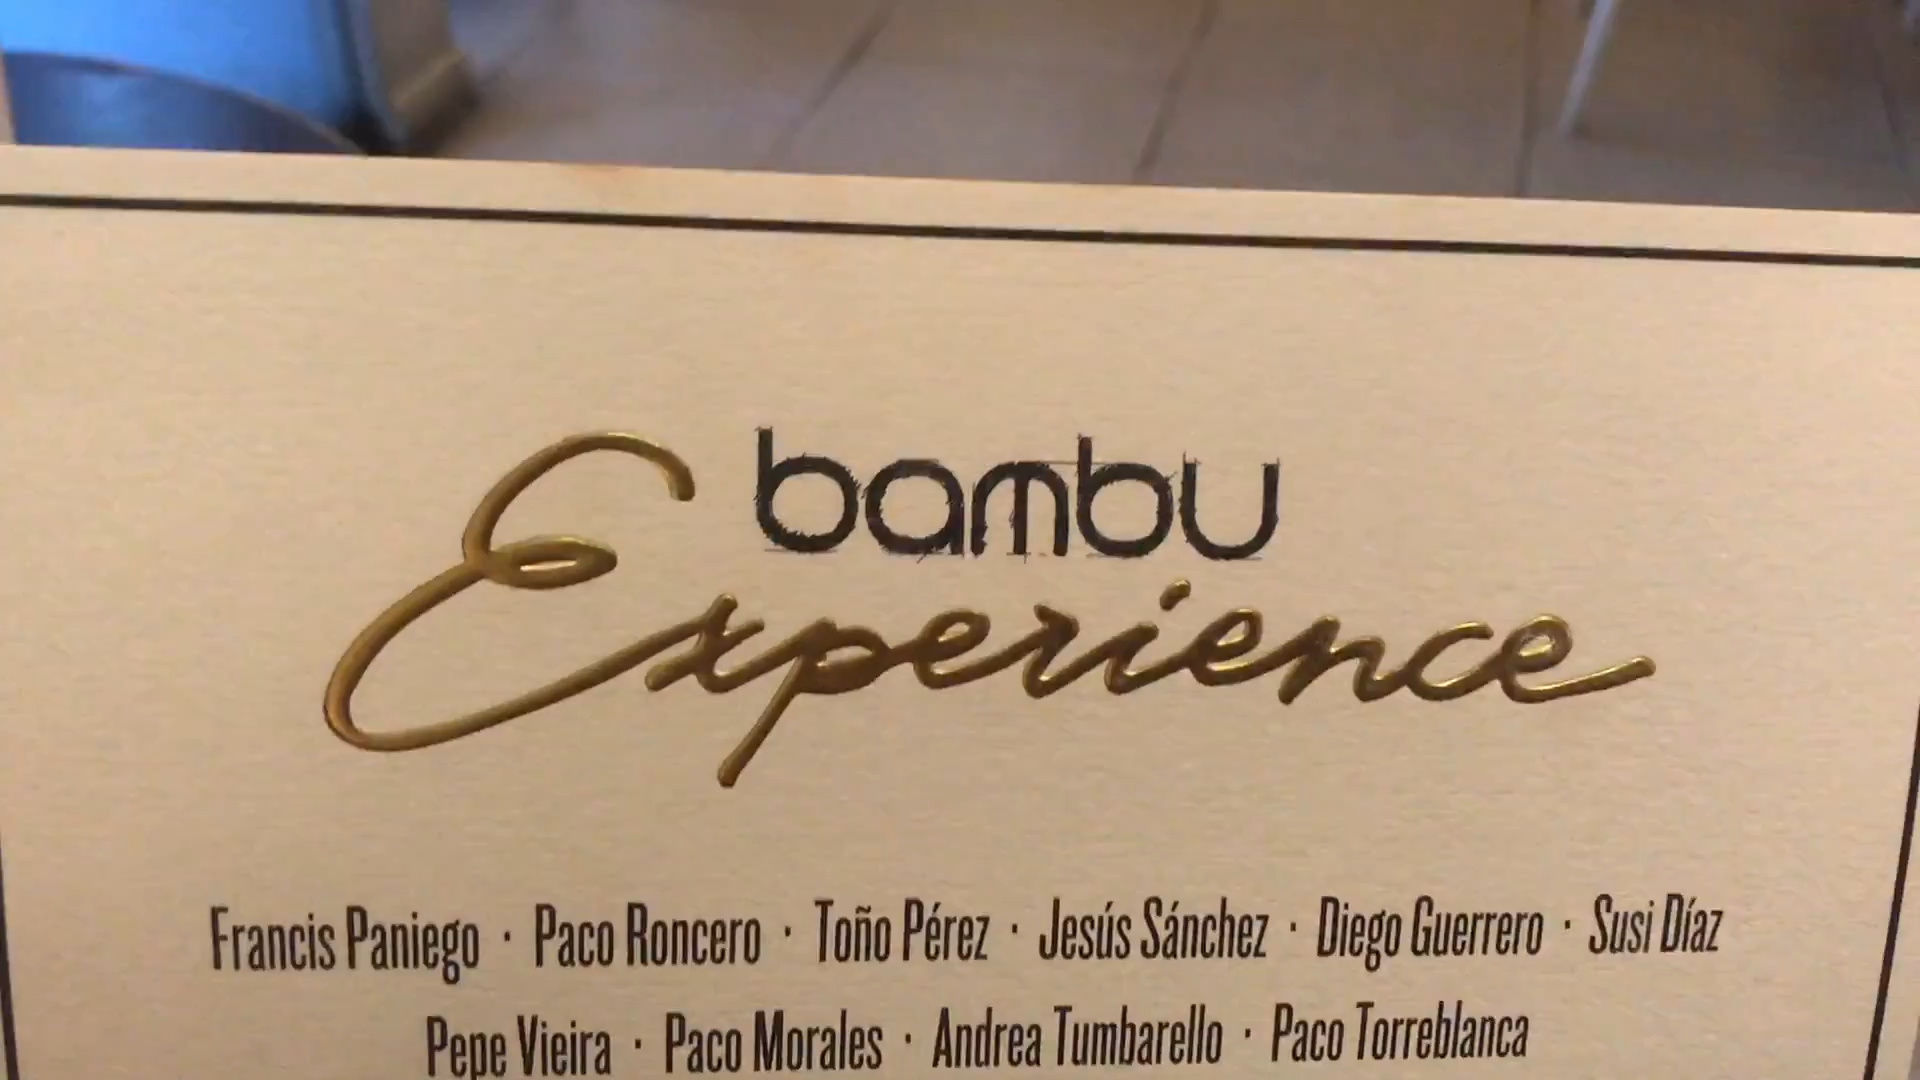 bambu
Experience
Francis Paniego · Paco Roncero · Toño Pérez · Jesús Sánchez · Diego Guerrero · Susi Díaz
Pepe Vieira · Paco Morales · Andrea Tumbarello · Paco Torreblanca